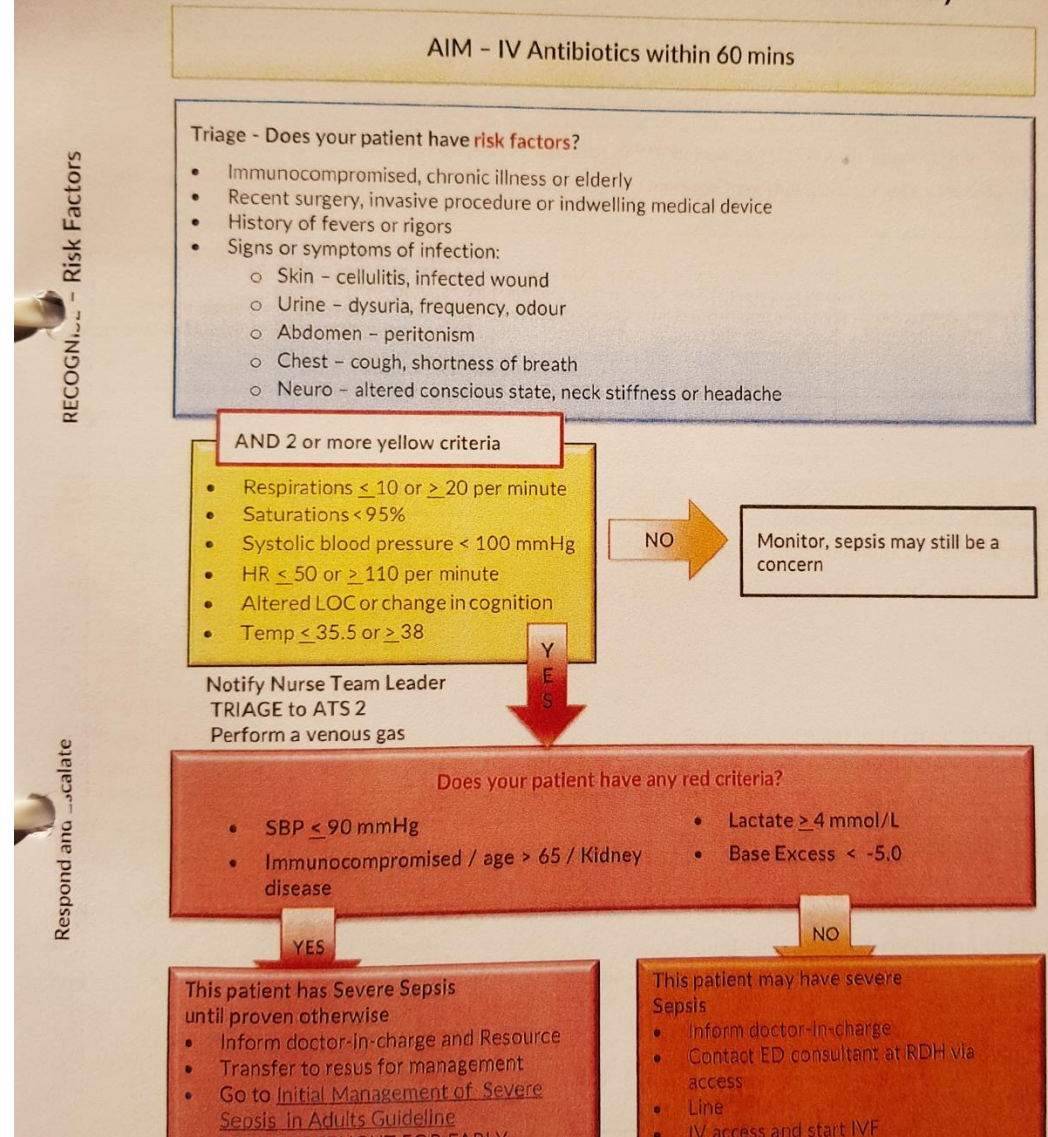 AIM – IV Antibiotics within 60 mins
Triage - Does your patient have risk factors?
• Immunocompromised, chronic illness or elderly
• Recent surgery, invasive procedure or indwelling medical device
• History of fevers or rigors
• Signs or symptoms of infection:
o Skin – cellulitis, infected wound
o Urine – dysuria, frequency, odour
o Abdomen – peritonism
o Chest – cough, shortness of breath
o Neuro – altered conscious state, neck stiffness or headache
– Risk Factors
AND 2 or more yellow criteria
• Respirations ≤ 10 or ≥ 20 per minute
• Saturations < 95%
• Systolic blood pressure < 100 mmHg
• HR ≤ 50 or ≥ 110 per minute
• Altered LOC or change in cognition
• Temp ≤ 35.5 or ≥ 38
NO
Monitor, sepsis may still be a
concern
YES
Notify Nurse Team Leader
TRIAGE to ATS 2
Perform a venous gas
Respond and
Does your patient have any red criteria?
• SBP ≤ 90 mmHg
• Immunocompromised / age > 65 / Kidney
disease
• Lactate ≥ 4 mmol/L
• Base Excess < -5.0
YES
This patient has Severe Sepsis
until proven otherwise
• Inform doctor-in-charge and Resource
• Transfer to resus for management
• Go to Initial Management of Severe
Sepsis in Adults Guideline
NO
This patient may have severe
Sepsis
• Inform doctor-in-charge
• Contact ED consultant at RDH via
access
• Line
• IV access and start IVF